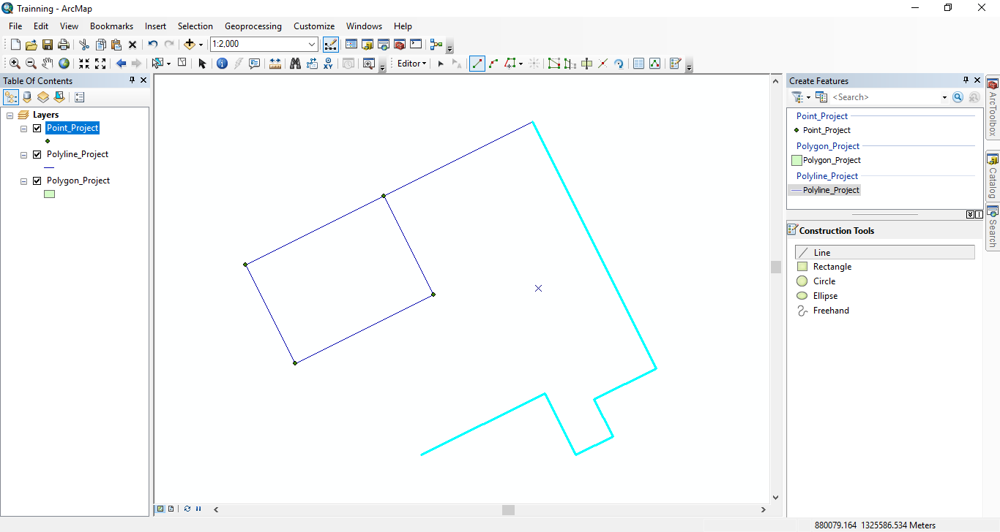 Trainning - ArcMap
File Edit View Bookmarks Insert Selection Geoprocessing Customize Windows Help
1:2,000
XY
Editor
Table Of Contents
Layers
Point_Project
Polyline_Project
Polygon_Project
Create Features
<Search>
Point_Project
Point_Project
Polygon_Project
Polygon_Project
Polyline_Project
Polyline_Project
Construction Tools
Line
Rectangle
Circle
Ellipse
Freehand
ArcToolbox
Catalog
Search
880079.164 1325586.534 Meters